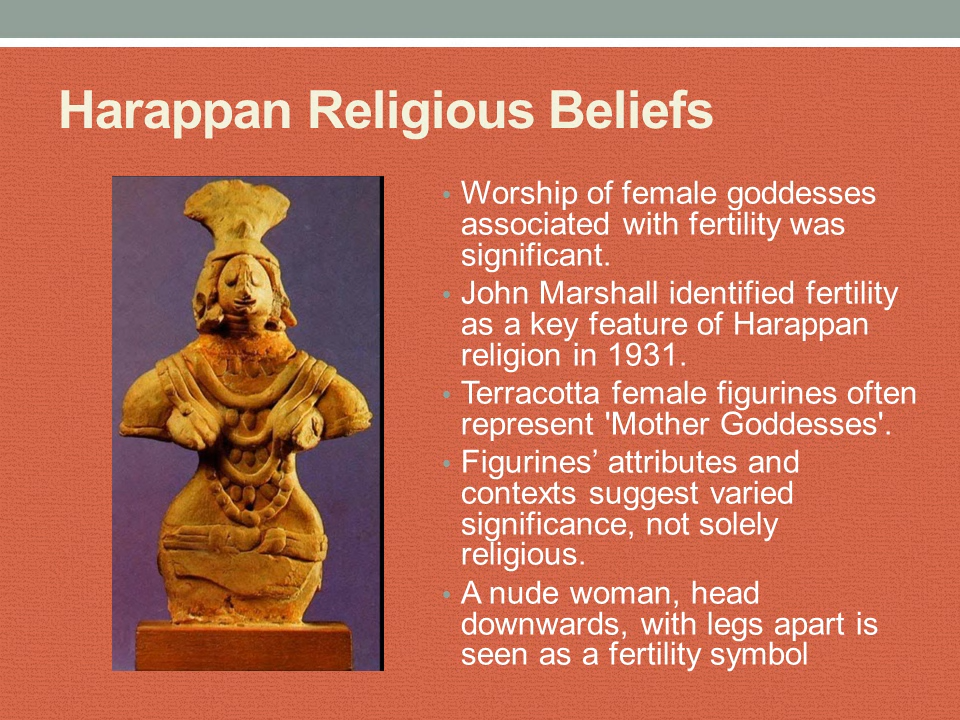 Harappan Religious Beliefs
• Worship of female goddesses
associated with fertility was
significant.
• John Marshall identified fertility
as a key feature of Harappan
religion in 1931.
• Terracotta female figurines often
represent 'Mother Goddesses'.
• Figurines’ attributes and
contexts suggest varied
significance, not solely
religious.
• A nude woman, head
downwards, with legs apart is
seen as a fertility symbol